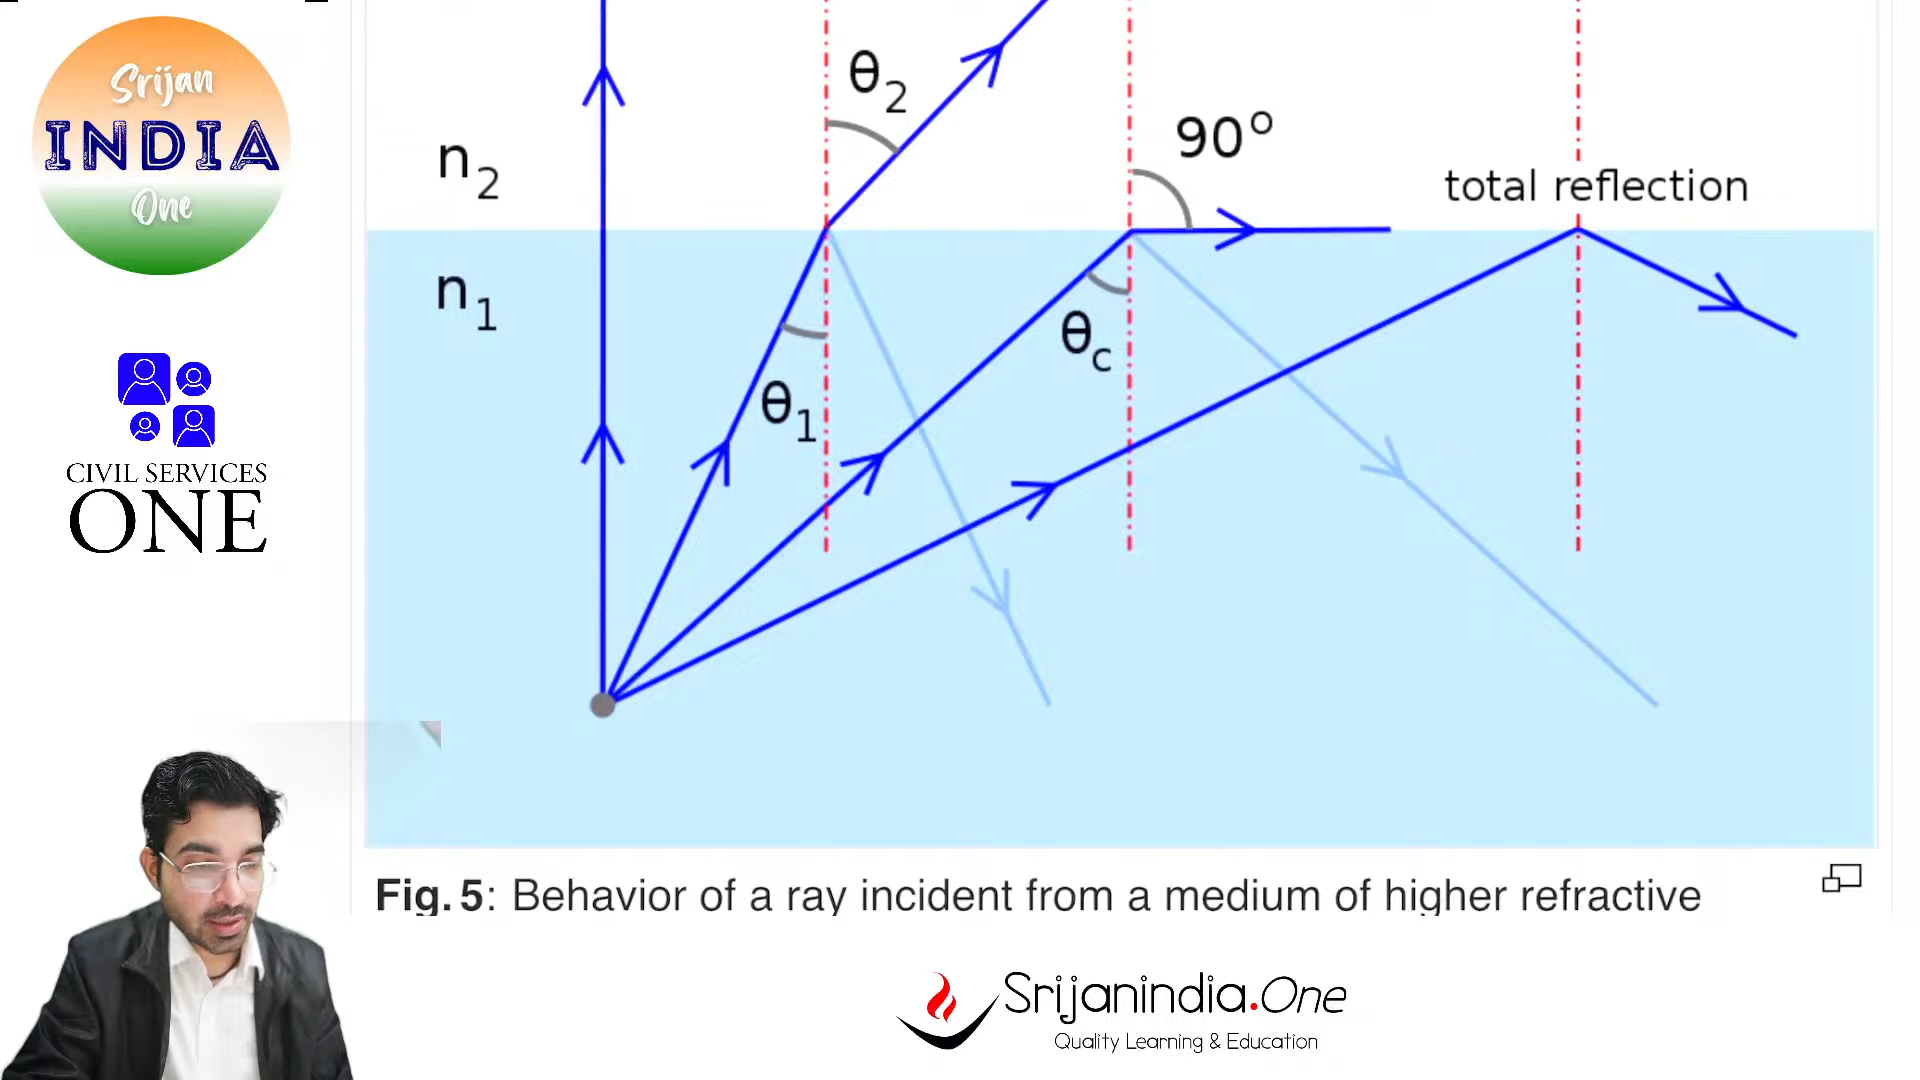 Srijan
INDIA
One
CIVIL SERVICES
ONE
θ2
90°
n2
total reflection
n1
θc
θ1
Fig. 5: Behavior of a ray incident from a medium of higher refractive
Srijanindia.One
Quality Learning & Education